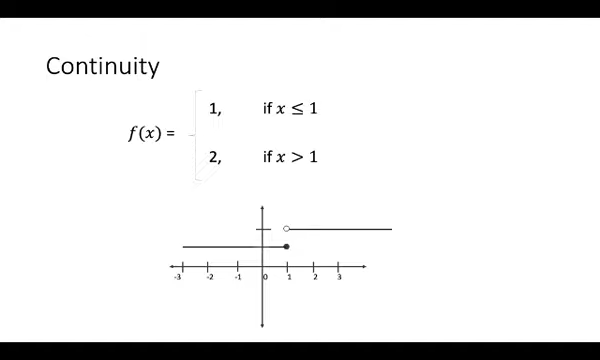 Continuity
1, if x ≤ 1
f(x) =
2, if x > 1
-3 -2 -1 0 1 2 3